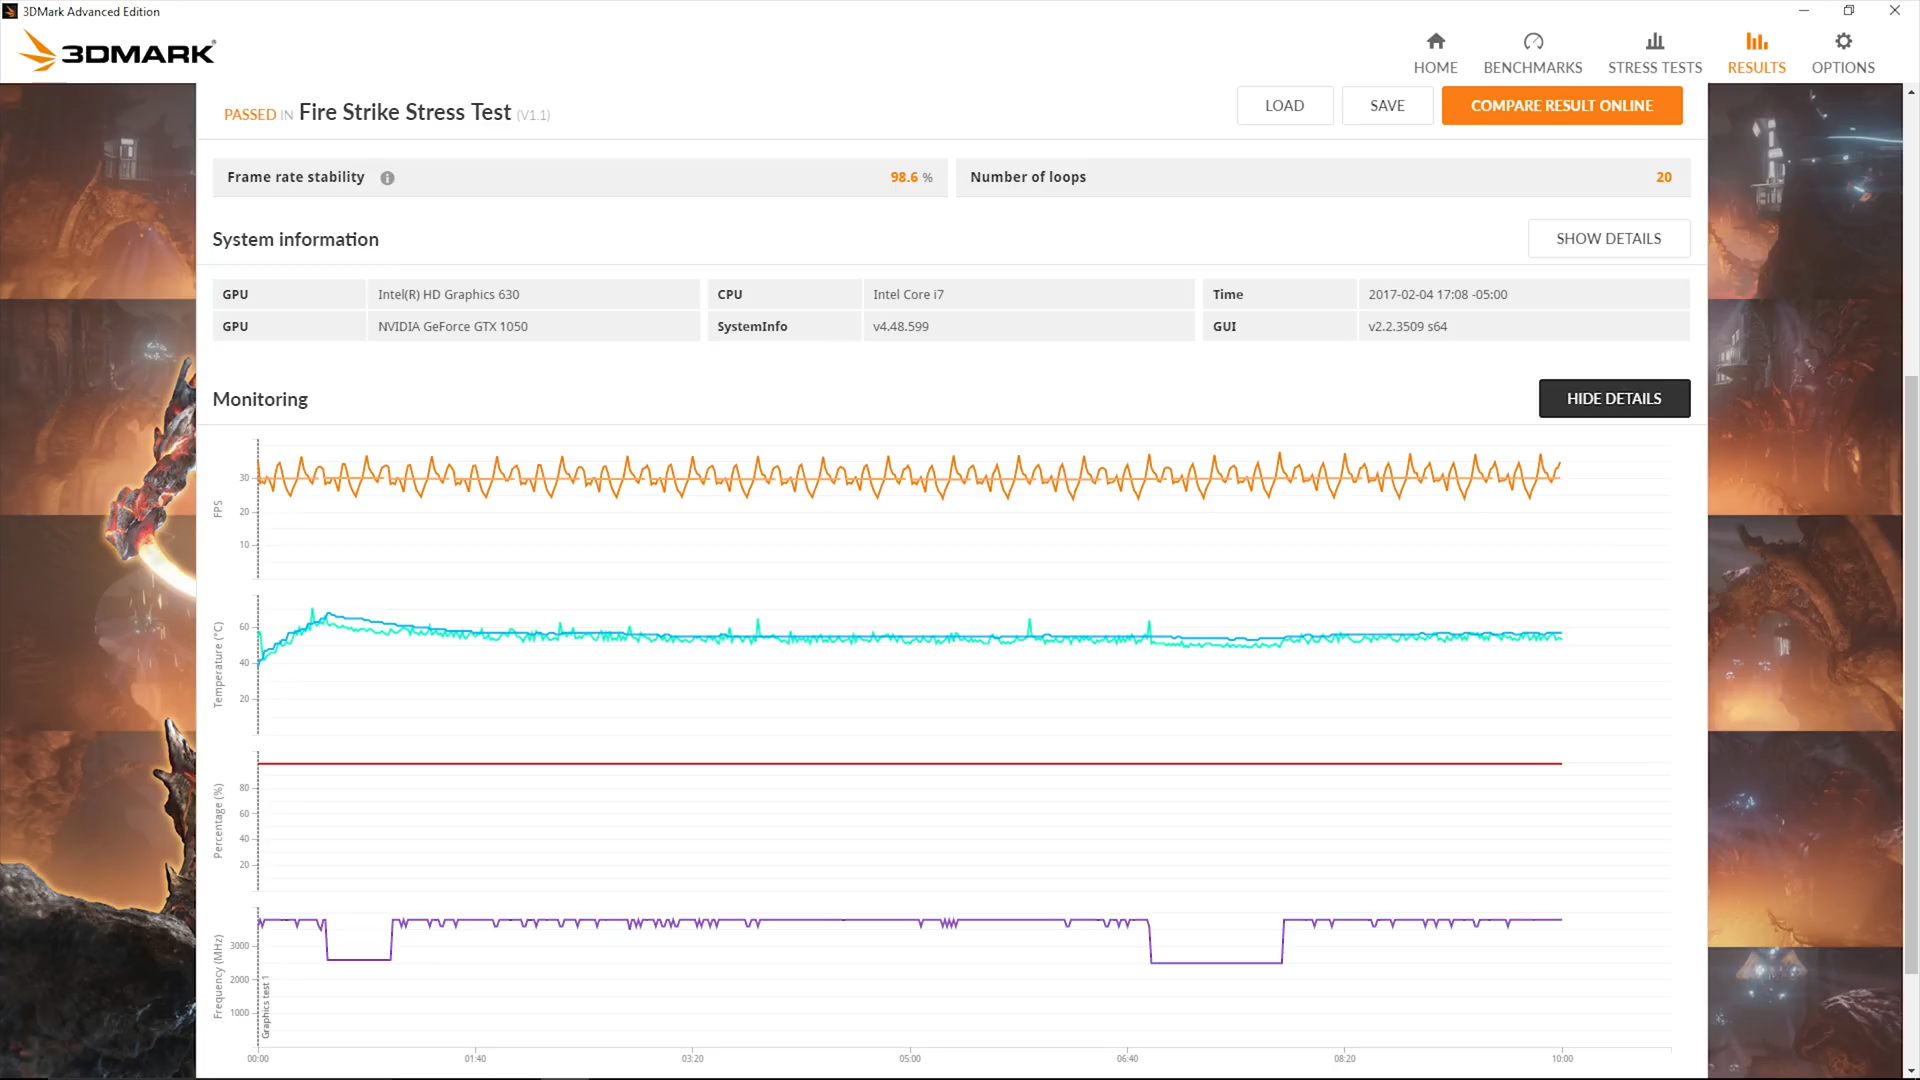 3DMark Advanced Edition
3DMARK
HOME BENCHMARKS STRESS TESTS RESULTS OPTIONS
PASSED IN Fire Strike Stress Test (V1.1)
LOAD SAVE COMPARE RESULT ONLINE
Frame rate stability 98.6 % Number of loops 20
System information
SHOW DETAILS
GPU Intel(R) HD Graphics 630 CPU Intel Core i7 Time 2017-02-04 17:08 -05:00
GPU NVIDIA GeForce GTX 1050 SystemInfo v4.48.599 GUI v2.2.3509 s64
Monitoring
HIDE DETAILS
FPS
30
20
10
Temperature (°C)
60
40
20
Percentage (%)
80
60
40
20
Frequency (MHz)
3000
2000
1000
Graphics test 1
00:00 01:40 03:20 05:00 06:40 08:20 10:00